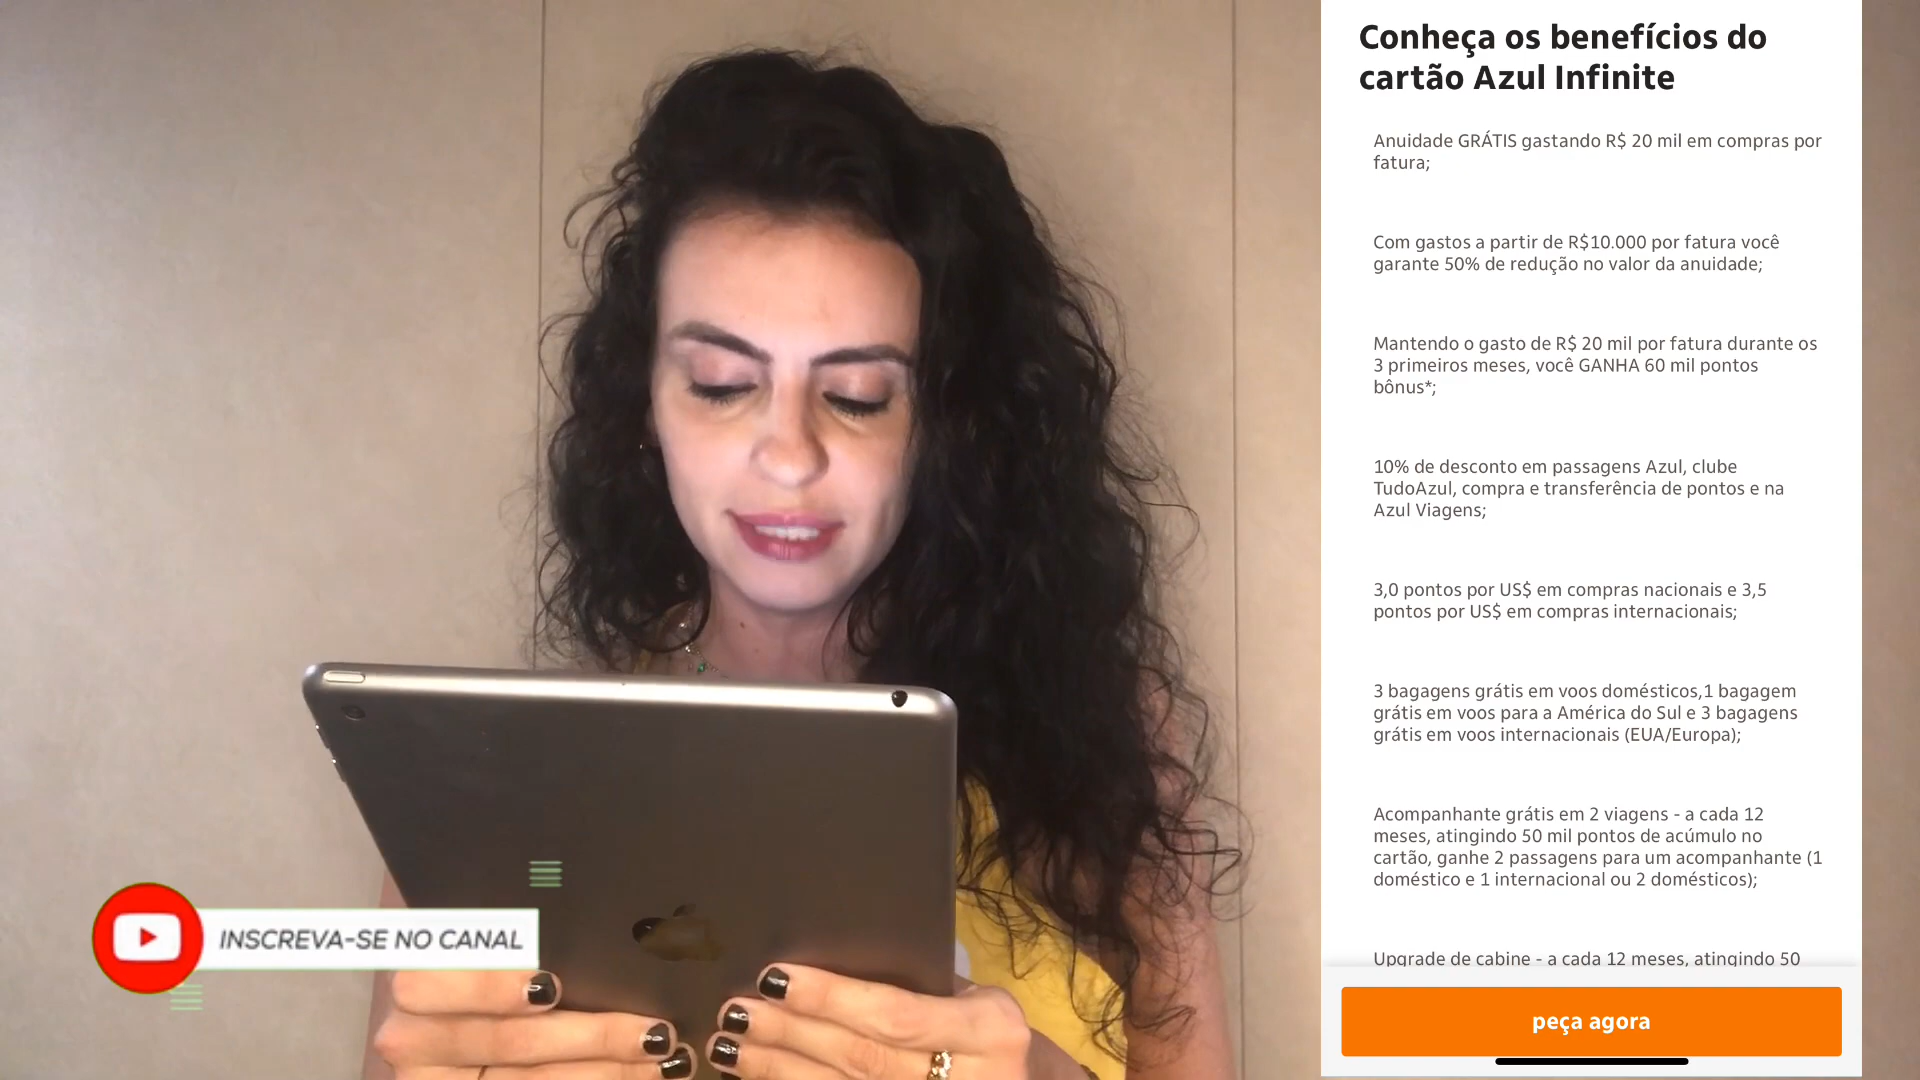 Conheça os benefícios do
cartão Azul Infinite
Anuidade GRÁTIS gastando R$ 20 mil em compras por
fatura;
Com gastos a partir de R$10.000 por fatura você
garante 50% de redução no valor da anuidade;
Mantendo o gasto de R$ 20 mil por fatura durante os
3 primeiros meses, você GANHA 60 mil pontos
bônus*;
10% de desconto em passagens Azul, clube
TudoAzul, compra e transferência de pontos e na
Azul Viagens;
3,0 pontos por US$ em compras nacionais e 3,5
pontos por US$ em compras internacionais;
3 bagagens grátis em voos domésticos,1 bagagem
grátis em voos para a América do Sul e 3 bagagens
grátis em voos internacionais (EUA/Europa);
Acompanhante grátis em 2 viagens - a cada 12
meses, atingindo 50 mil pontos de acúmulo no
cartão, ganhe 2 passagens para um acompanhante (1
doméstico e 1 internacional ou 2 domésticos);
Upgrade de cabine - a cada 12 meses, atingindo 50
peça agora
INSCREVA-SE NO CANAL